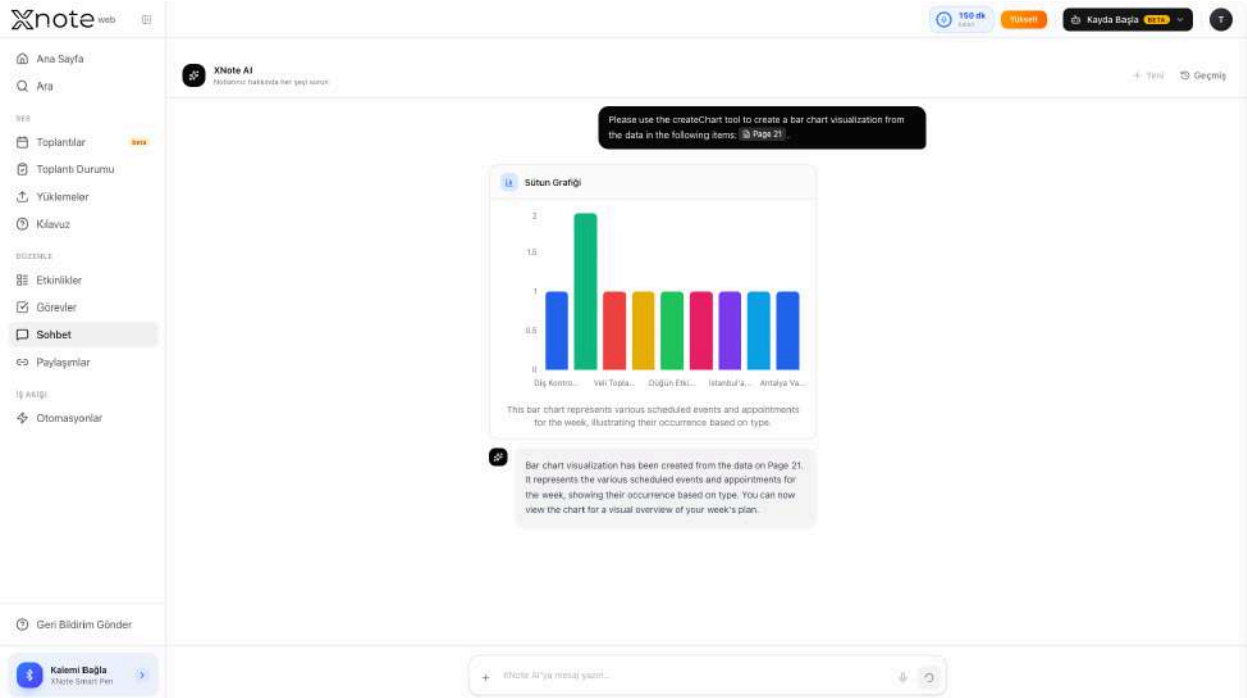 Xnote web
150 dk
Yükselt
Kayda Başla BETA
T
Ana Sayfa
Ara
Toplantılar beta
Toplantı Durumu
Yüklemeler
Kılavuz
DÜZENLE
Etkinlikler
Görevler
Sohbet
Paylaşımlar
İŞ AKIŞI
Otomasyonlar
Geri Bildirim Gönder
Kalemi Bağla
XNote Smart Pen
XNote AI
Notlarınız hakkında her şeyi sorun
+ Yeni
Geçmiş
Please use the createChart tool to create a bar chart visualization from
the data in the following items: Page 21 .
Sütun Grafiği
2
1.5
1
0.5
0
Diş Kontro... Veli Topla... Düğün Etki... İstanbul'a,... Antalya Va...
This bar chart represents various scheduled events and appointments
for the week, illustrating their occurrence based on type.
Bar chart visualization has been created from the data on Page 21.
It represents the various scheduled events and appointments for
the week, showing their occurrence based on type. You can now
view the chart for a visual overview of your week's plan.
XNote AI'ya mesaj yazın...